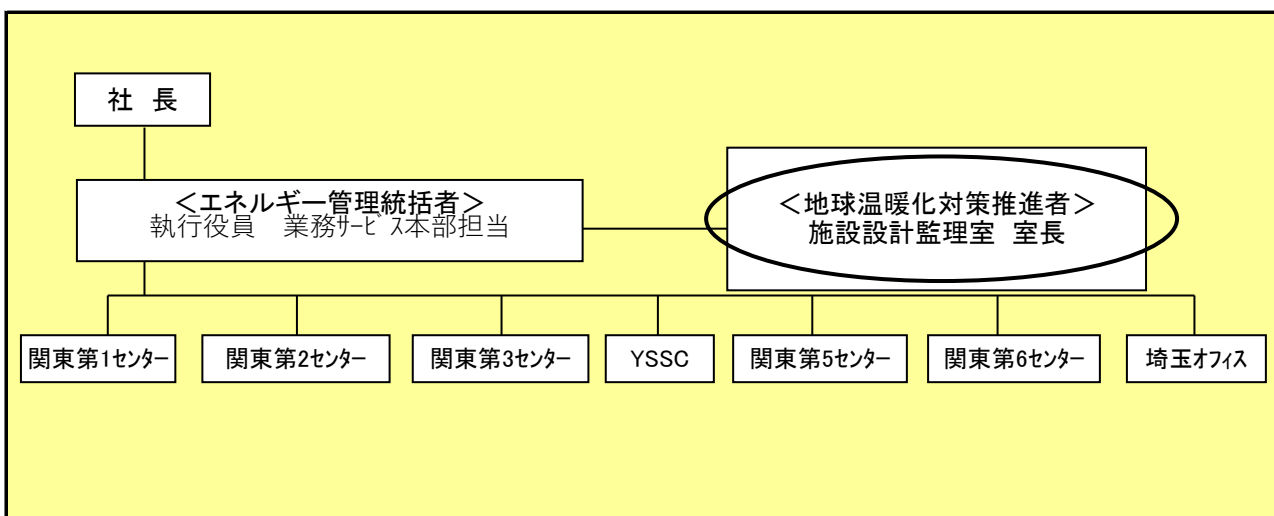 社　長
＜エネルギー管理統括者＞
執行役員　業務ｻｰﾋﾞｽ本部担当
＜地球温暖化対策推進者＞
施設設計監理室　室長
関東第1ｾﾝﾀｰ
関東第2ｾﾝﾀｰ
関東第3ｾﾝﾀｰ
YSSC
関東第5ｾﾝﾀｰ
関東第6ｾﾝﾀｰ
埼玉ｵﾌｨｽ